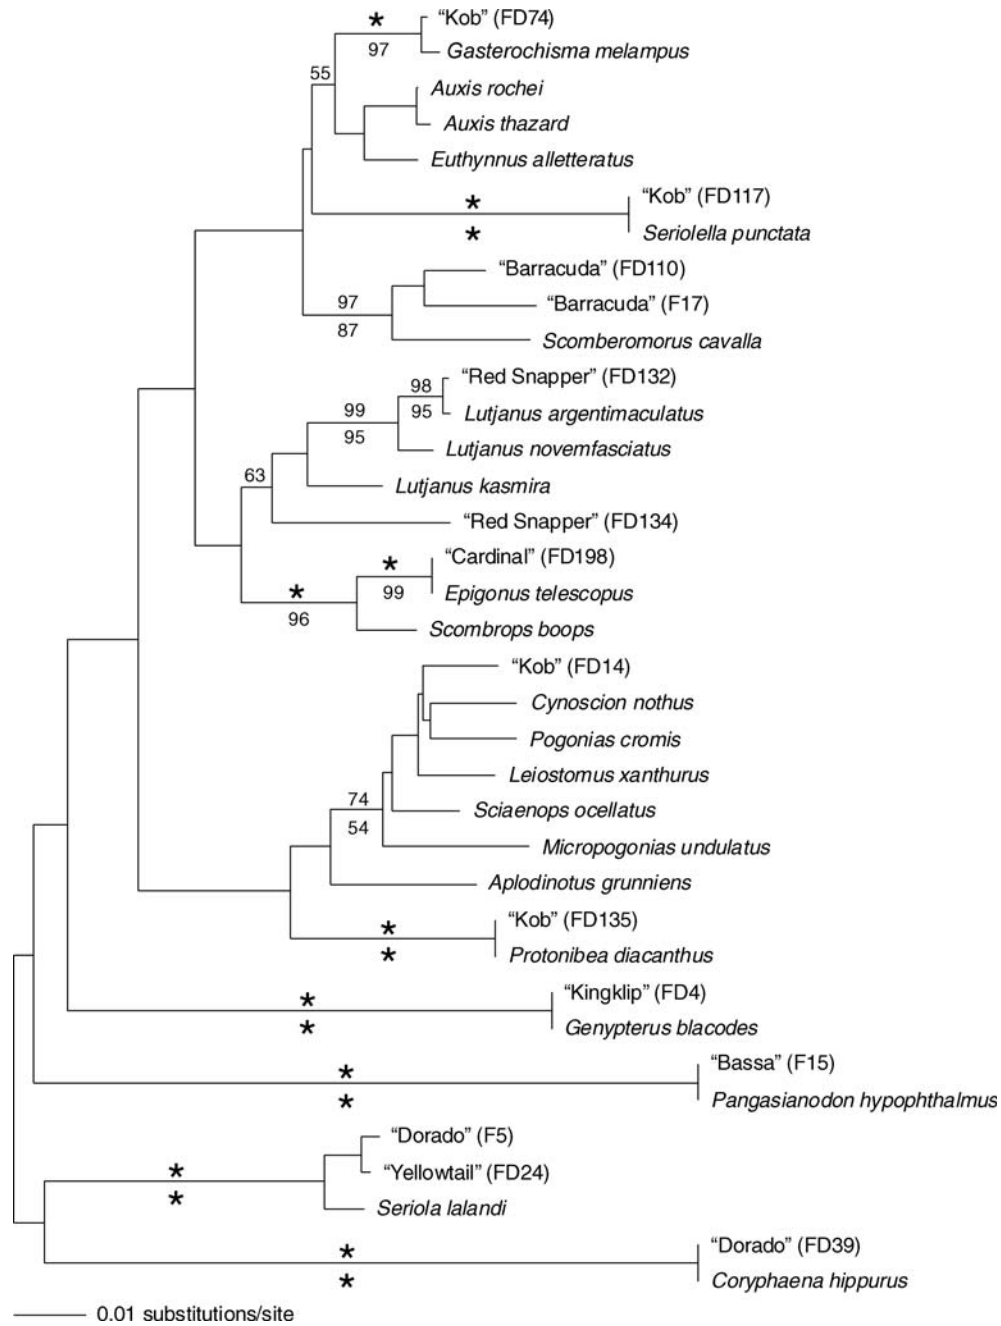 “Kob” (FD74)
*
97
Gasterochisma melampus
55
Auxis rochei
Auxis thazard
Euthynnus alletteratus
“Kob” (FD117)
*
*
Seriolella punctata
“Barracuda” (FD110)
97
“Barracuda” (F17)
87
Scomberomorus cavalla
“Red Snapper” (FD132)
98
99
95
Lutjanus argentimaculatus
95
Lutjanus novemfasciatus
63
Lutjanus kasmira
“Red Snapper” (FD134)
“Cardinal” (FD198)
*
*
99
Epigonus telescopus
96
Scombrops boops
“Kob” (FD14)
Cynoscion nothus
Pogonias cromis
Leiostomus xanthurus
74
Sciaenops ocellatus
54
Micropogonias undulatus
Aplodinotus grunniens
“Kob” (FD135)
*
*
Protonibea diacanthus
“Kingklip” (FD4)
*
*
Genypterus blacodes
“Bassa” (F15)
*
*
Pangasianodon hypophthalmus
“Dorado” (F5)
*
“Yellowtail” (FD24)
*
Seriola lalandi
“Dorado” (FD39)
*
*
Coryphaena hippurus
0.01 substitutions/site